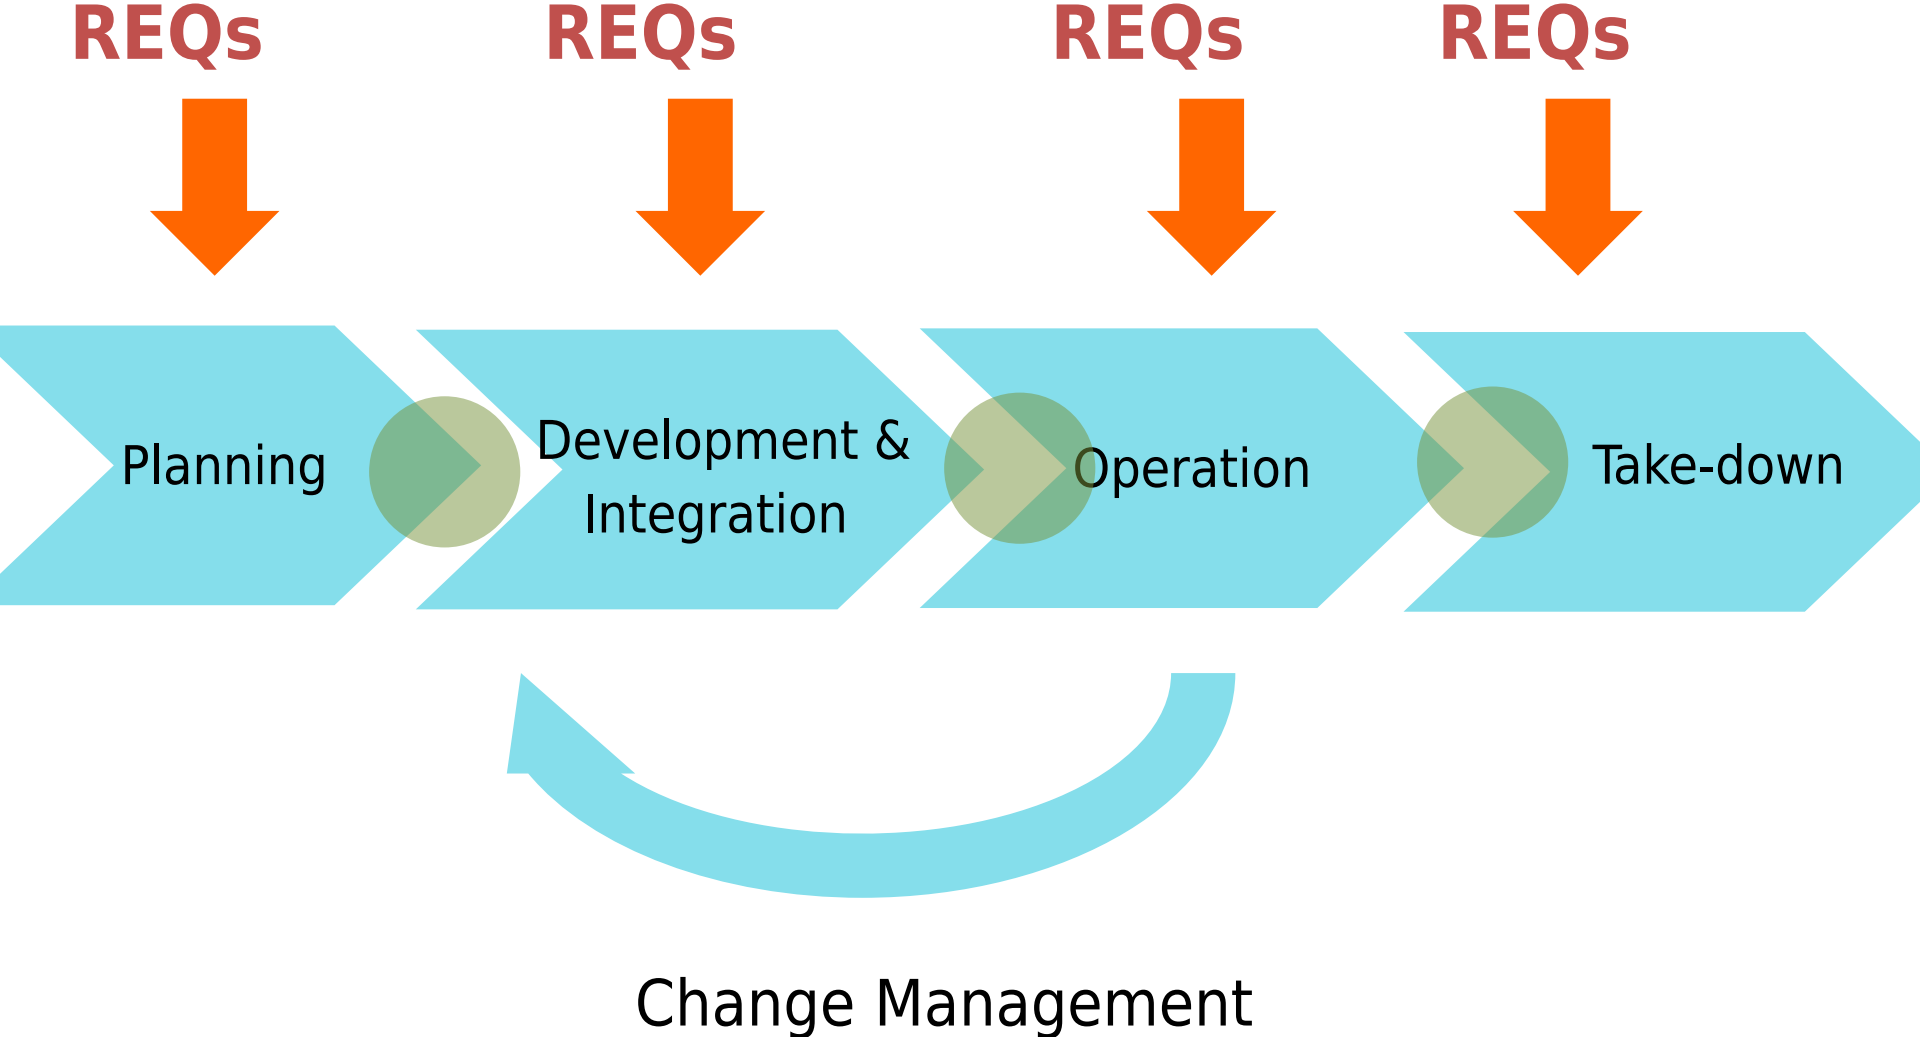 REQs
REQs
REQs
REQs
Planning
Development &
Integration
Operation
Take-down
Change Management